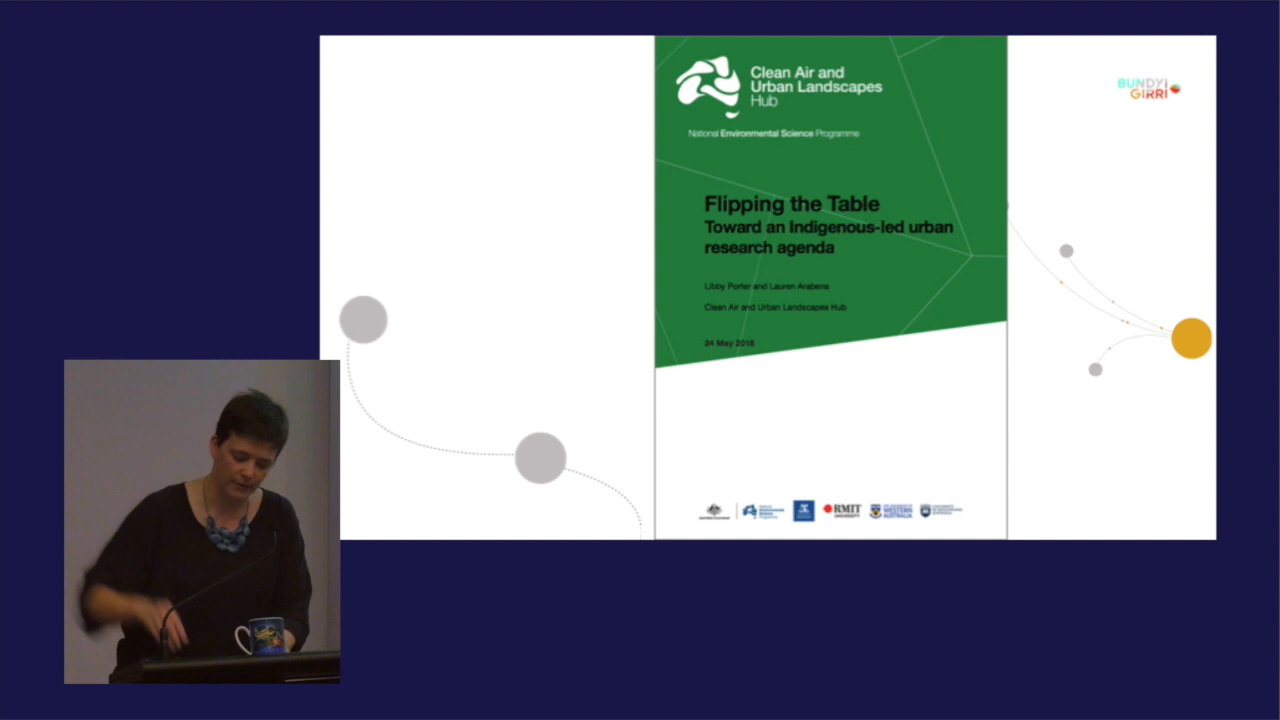 Clean Air and
Urban Landscapes
Hub
National Environmental Science Programme
BUNDYI
GIRRI
Flipping the Table
Toward an Indigenous-led urban
research agenda
Libby Porter and Lauren Arabena
Clean Air and Urban Landscapes Hub
24 May 2018
RMIT
UNIVERSITY
WESTERN
AUSTRALIA